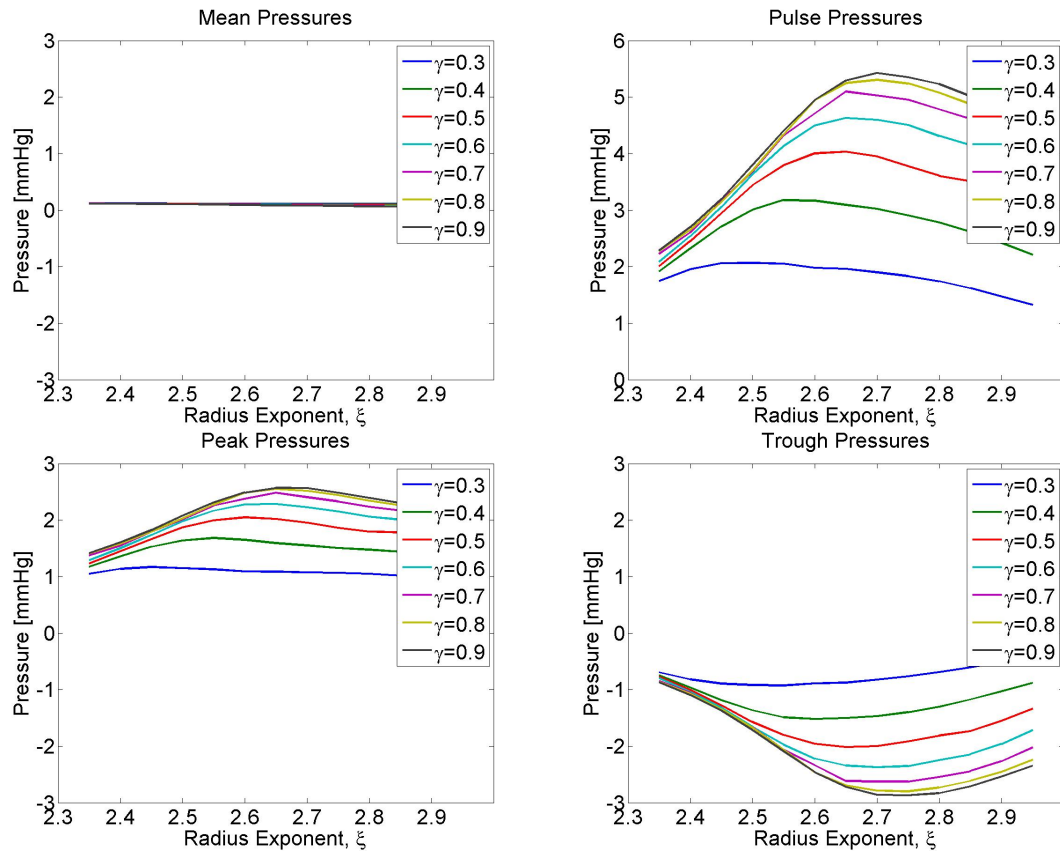 Mean Pressures
3
2
1
0
-1
-2
-3
Pressure [mmHg]
2.3 2.4 2.5 2.6 2.7 2.8 2.9
Radius Exponent, ξ
γ=0.3
γ=0.4
γ=0.5
γ=0.6
γ=0.7
γ=0.8
γ=0.9
Pulse Pressures
6
5
4
3
2
1
0
Pressure [mmHg]
2.3 2.4 2.5 2.6 2.7 2.8 2.9
Radius Exponent, ξ
γ=0.3
γ=0.4
γ=0.5
γ=0.6
γ=0.7
γ=0.8
γ=0.9
Peak Pressures
3
2
1
0
-1
-2
-3
Pressure [mmHg]
2.3 2.4 2.5 2.6 2.7 2.8 2.9
Radius Exponent, ξ
γ=0.3
γ=0.4
γ=0.5
γ=0.6
γ=0.7
γ=0.8
γ=0.9
Trough Pressures
3
2
1
0
-1
-2
-3
Pressure [mmHg]
2.3 2.4 2.5 2.6 2.7 2.8 2.9
Radius Exponent, ξ
γ=0.3
γ=0.4
γ=0.5
γ=0.6
γ=0.7
γ=0.8
γ=0.9